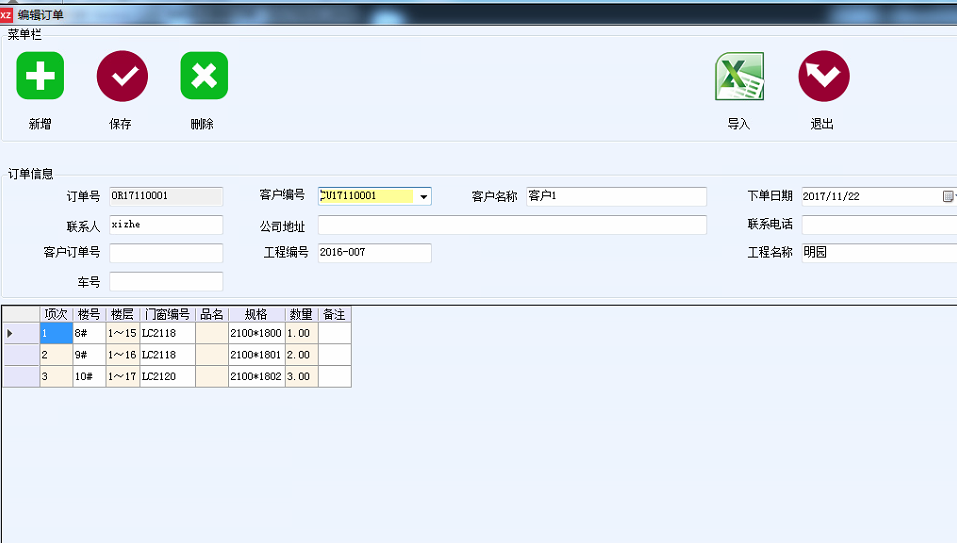 XZ 编辑订单
菜单栏
新增 保存 删除 导入 退出
订单信息
订单号 OR17110001 客户编号 CU17110001 客户名称 客户1 下单日期 2017/11/22
联系人 xizhe 公司地址 联系电话
客户订单号 工程编号 2016-007 工程名称 明园
车号
项次 楼号 楼层 门窗编号 品名 规格 数量 备注
1 8# 1～15 LC2118 2100*1800 1.00
2 9# 1～16 LC2118 2100*1801 2.00
3 10# 1～17 LC2120 2100*1802 3.00